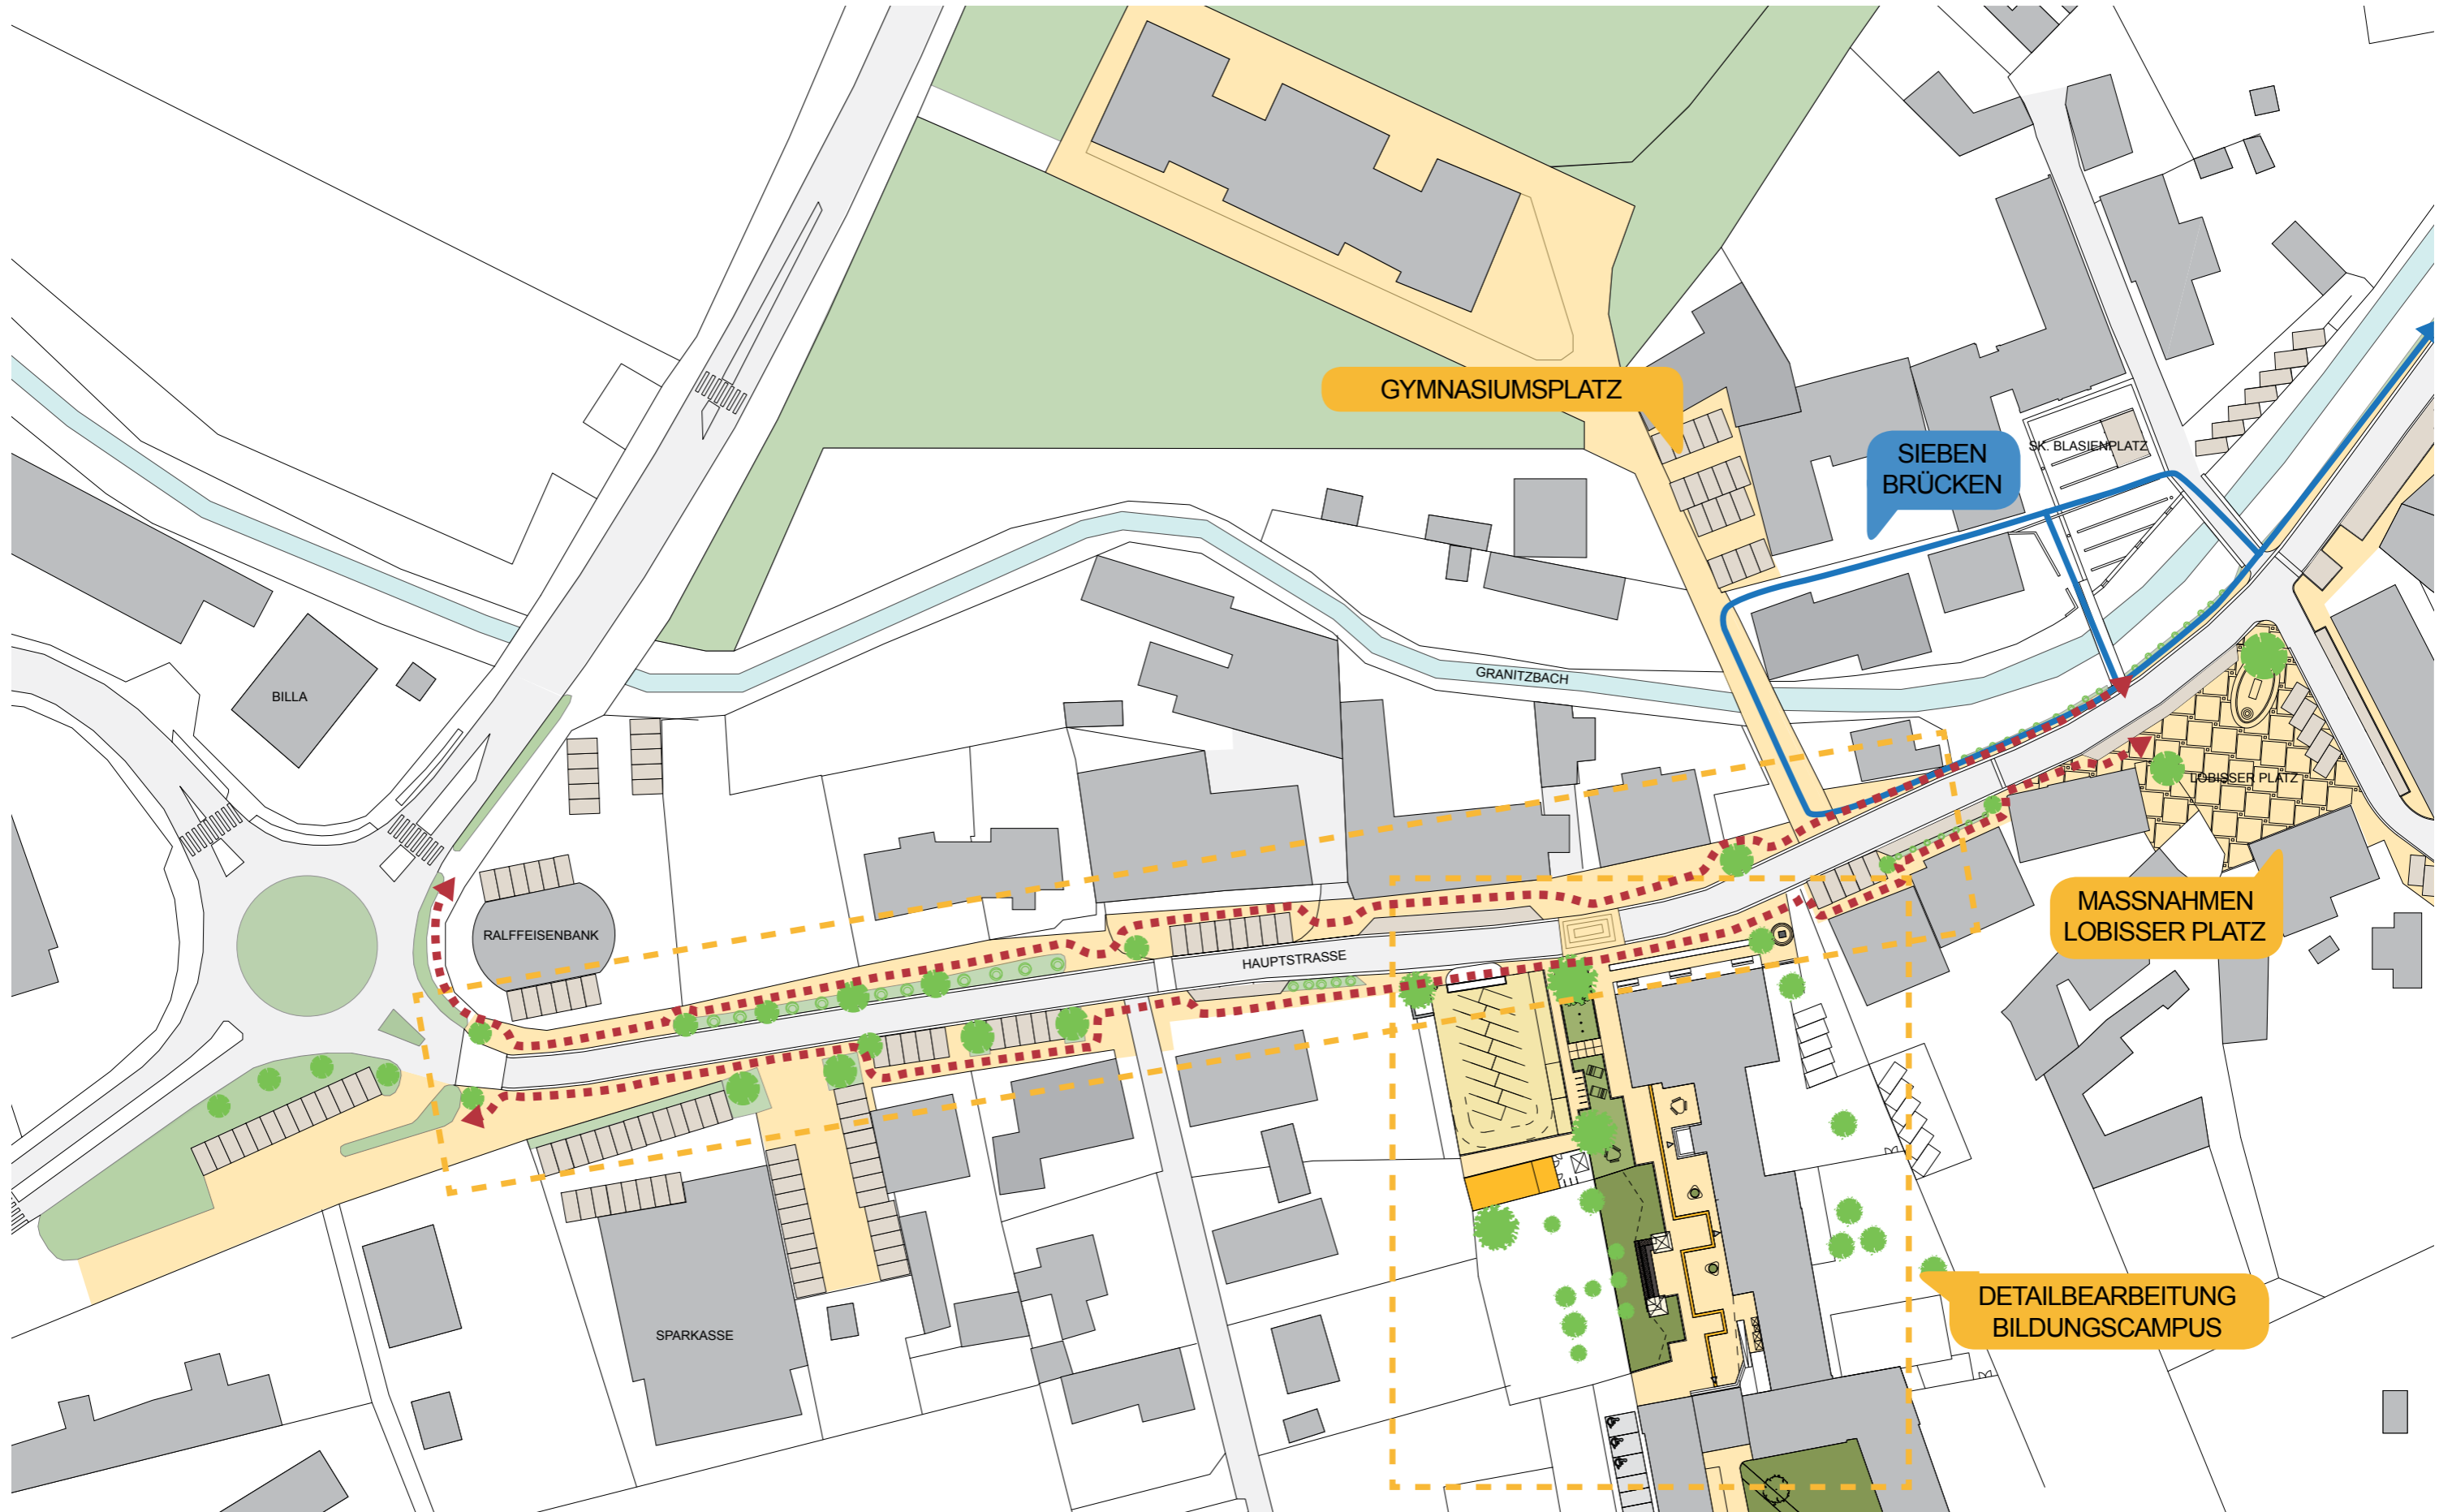 GYMNASIUMSPLATZ
SIEBEN
BRÜCKEN
SK. BLASIENPLATZ
GRANITZBACH
BILLA
LOBISSER PLATZ
MASSNAHMEN
LOBISSER PLATZ
RALFFEISENBANK
HAUPTSTRASSE
DETAILBEARBEITUNG
BILDUNGSCAMPUS
SPARKASSE